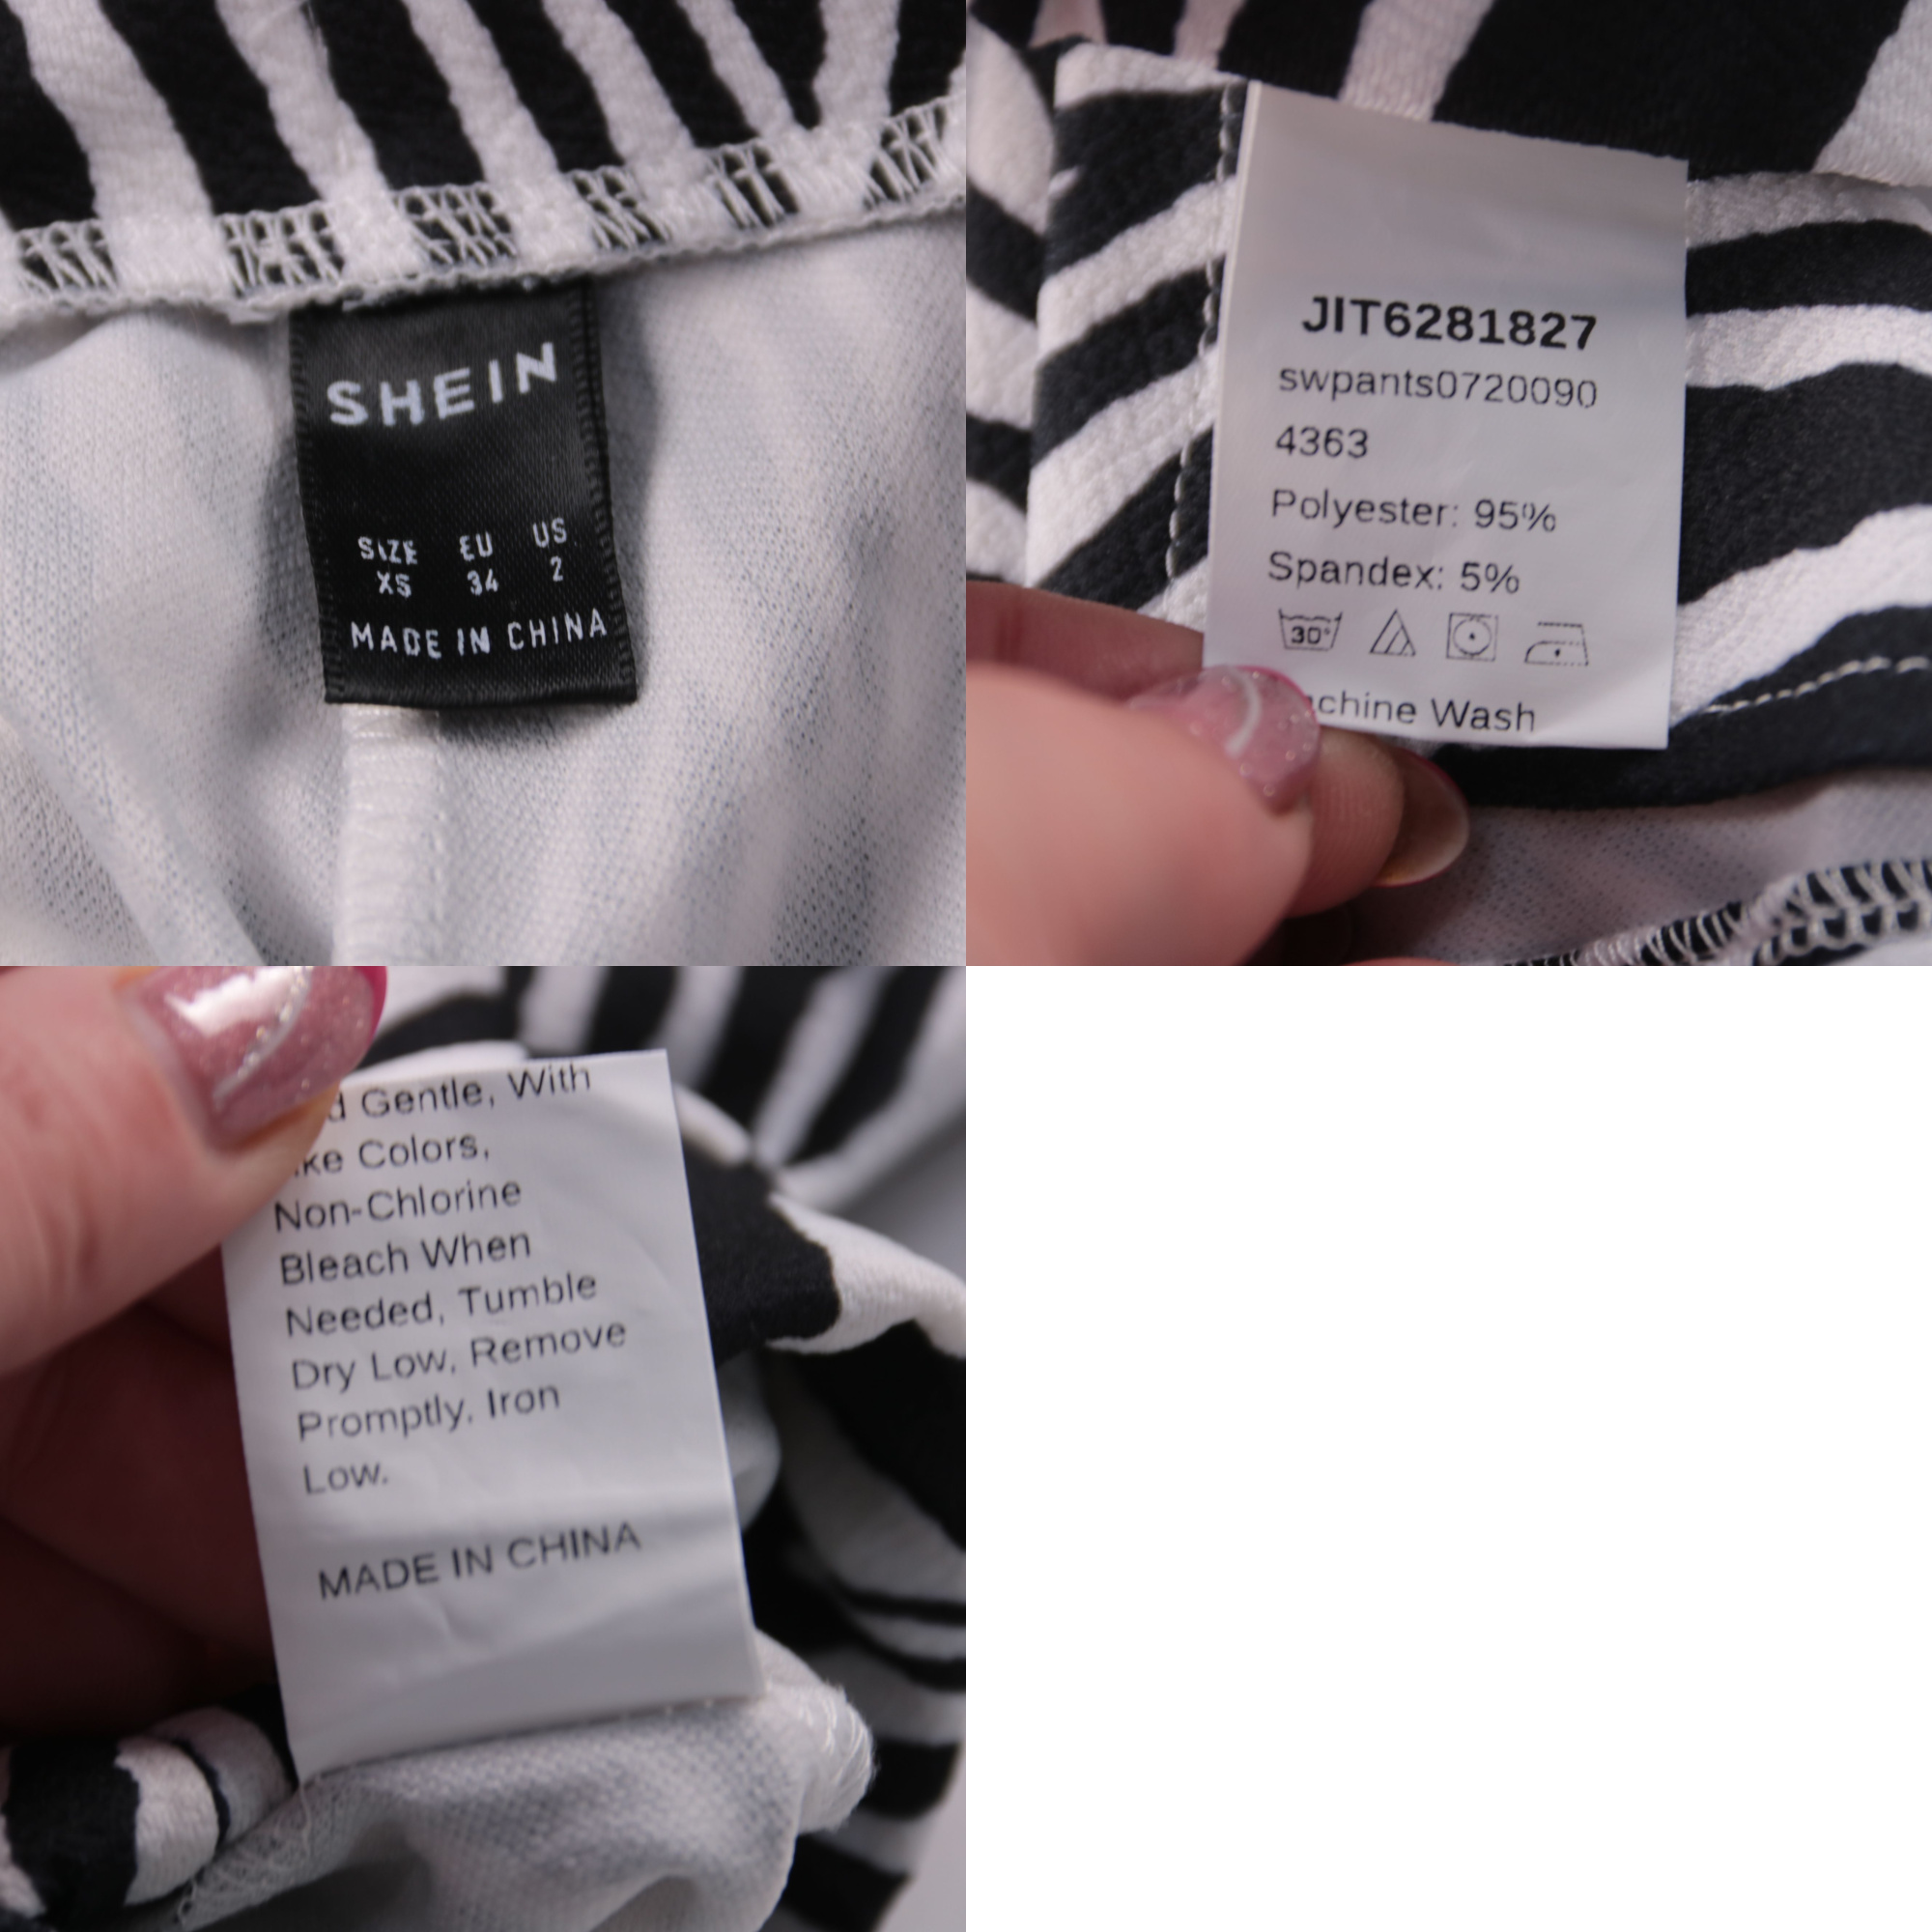 SHEIN
SIZE EU US
XS 34 2
MADE IN CHINA
JIT6281827
swpants0720090
4363
Polyester: 95%
Spandex: 5%
30°
Wash
Gentle, With
Colors,
Non-Chlorine
Bleach When
Needed, Tumble
Dry Low, Remove
Promptly, Iron
Low.
MADE IN CHINA